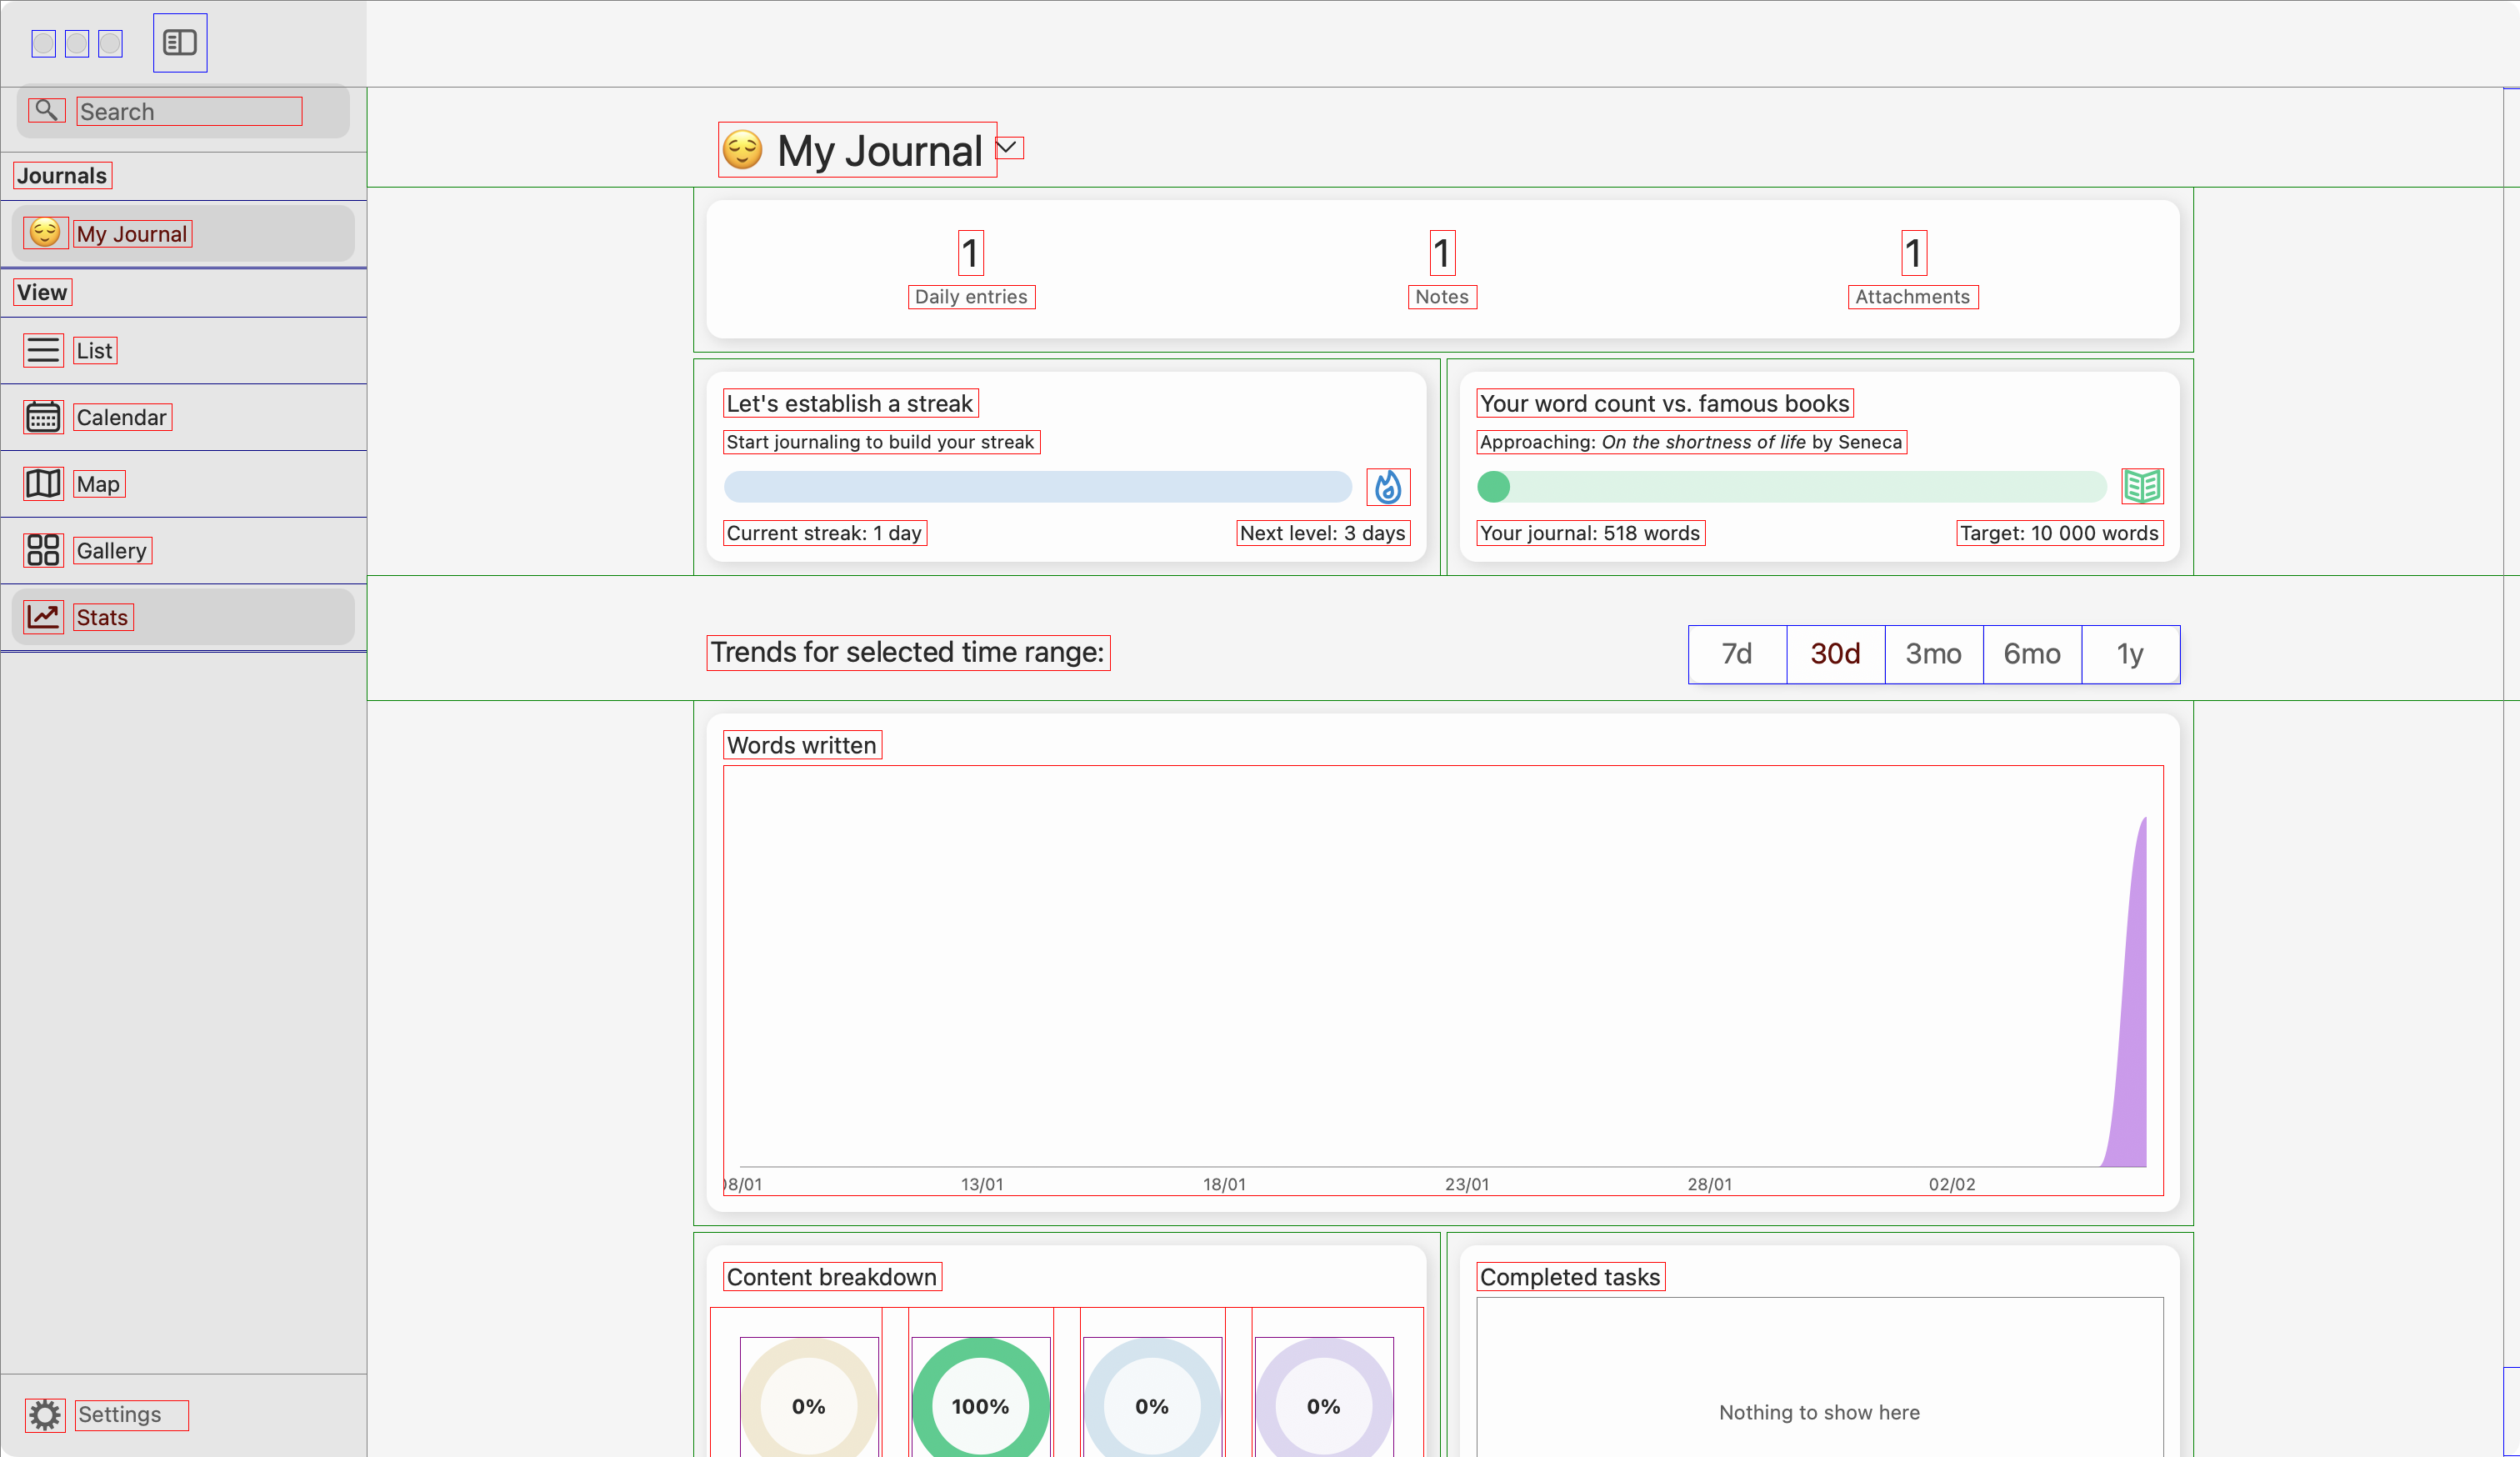 Search
Journals
My Journal
View
List
Calendar
Map
Gallery
Stats
Settings
My Journal
1
Daily entries
1
Notes
1
Attachments
Let's establish a streak
Start journaling to build your streak
Current streak: 1 day
Next level: 3 days
Your word count vs. famous books
Approaching: On the shortness of life by Seneca
Your journal: 518 words
Target: 10 000 words
Trends for selected time range:
7d
30d
3mo
6mo
1y
Words written
8/01
13/01
18/01
23/01
28/01
02/02
Content breakdown
0%
100%
0%
0%
Completed tasks
Nothing to show here